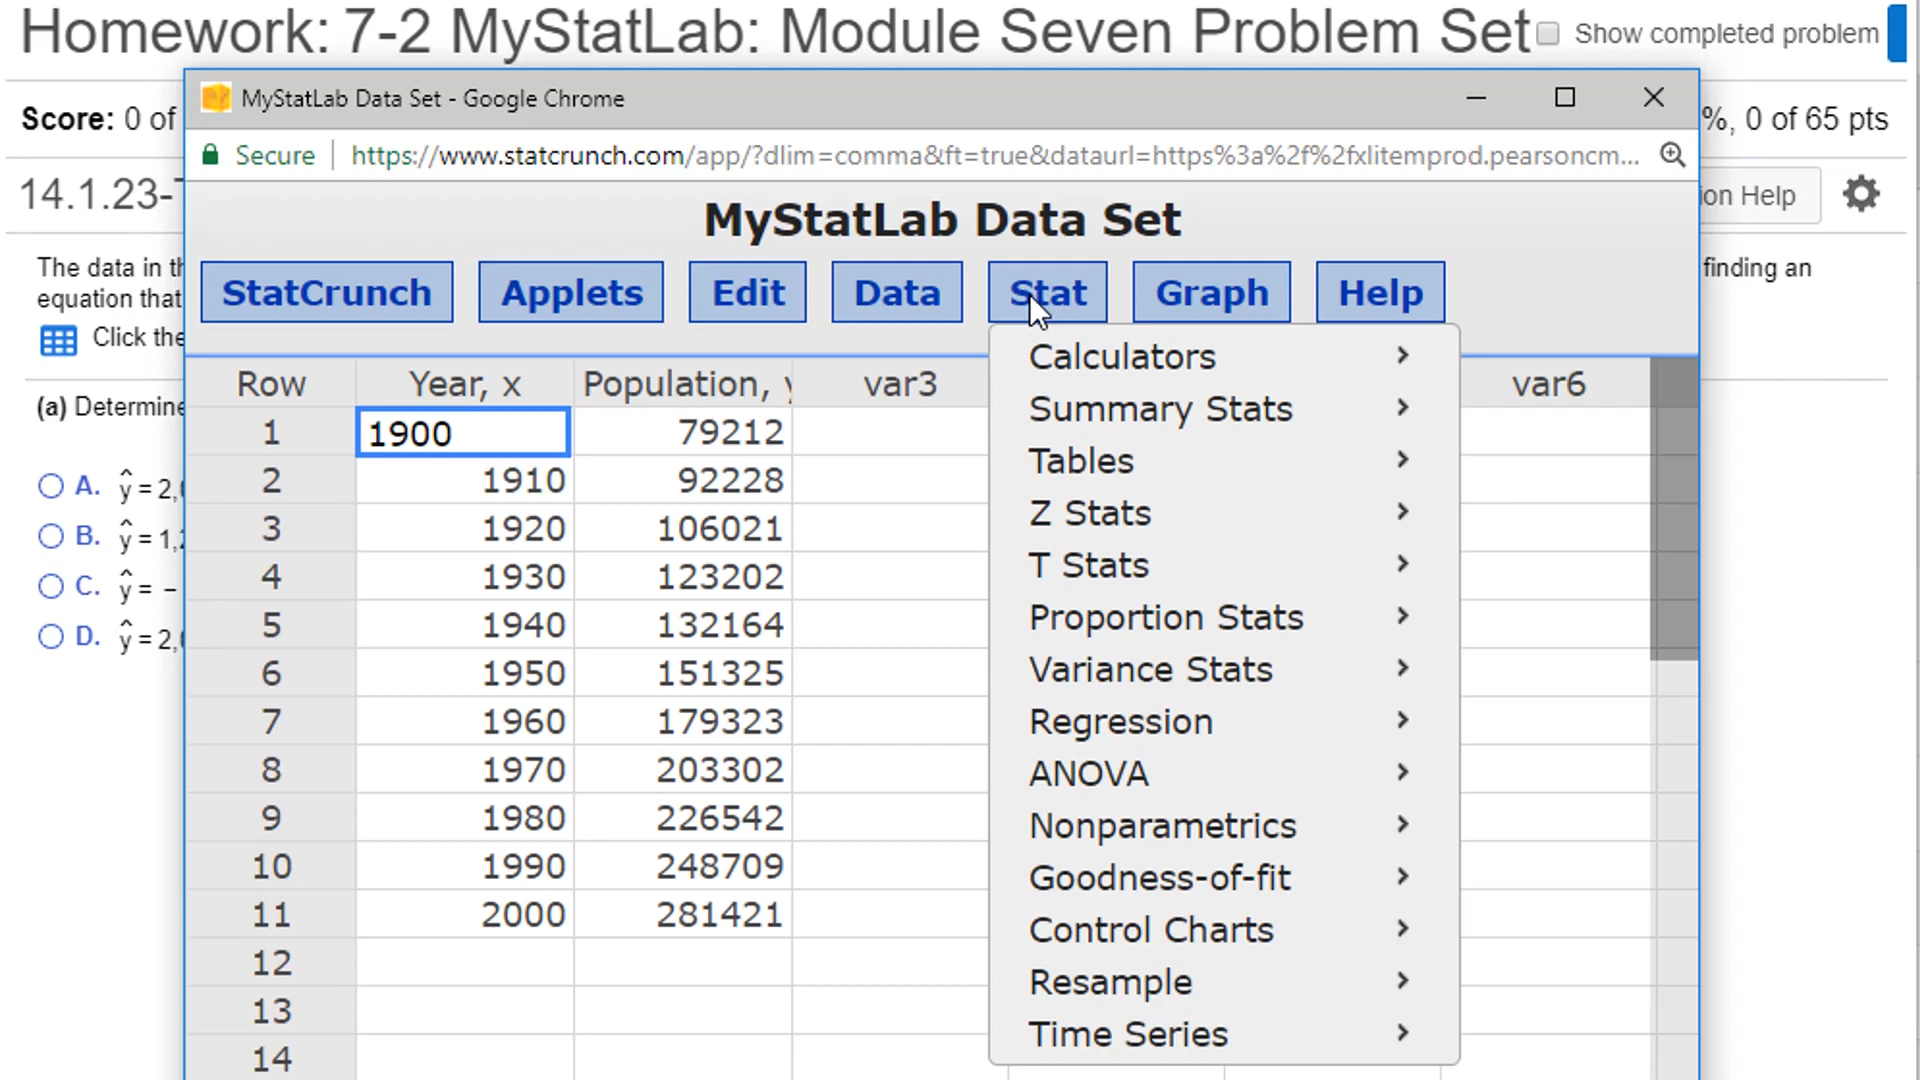 Homework: 7-2 MyStatLab: Module Seven Problem Set
Show completed problem
Score: 0 of
%, 0 of 65 pts
MyStatLab Data Set - Google Chrome
Secure
https://www.statcrunch.com/app/?dlim=comma&ft=true&dataurl=https%3a%2f%2fxlitemprod.pearsoncm...
14.1.23-
ion Help
MyStatLab Data Set
StatCrunch Applets Edit Data Stat Graph Help
The data in th
finding an
equation that
Click the
(a) Determine
A. ŷ = 2,
B. ŷ = 1,
C. ŷ = -
D. ŷ = 2,
Row Year, x Population, y var3 var6
1 1900 79212
2 1910 92228
3 1920 106021
4 1930 123202
5 1940 132164
6 1950 151325
7 1960 179323
8 1970 203302
9 1980 226542
10 1990 248709
11 2000 281421
12
13
14
Calculators
Summary Stats
Tables
Z Stats
T Stats
Proportion Stats
Variance Stats
Regression
ANOVA
Nonparametrics
Goodness-of-fit
Control Charts
Resample
Time Series